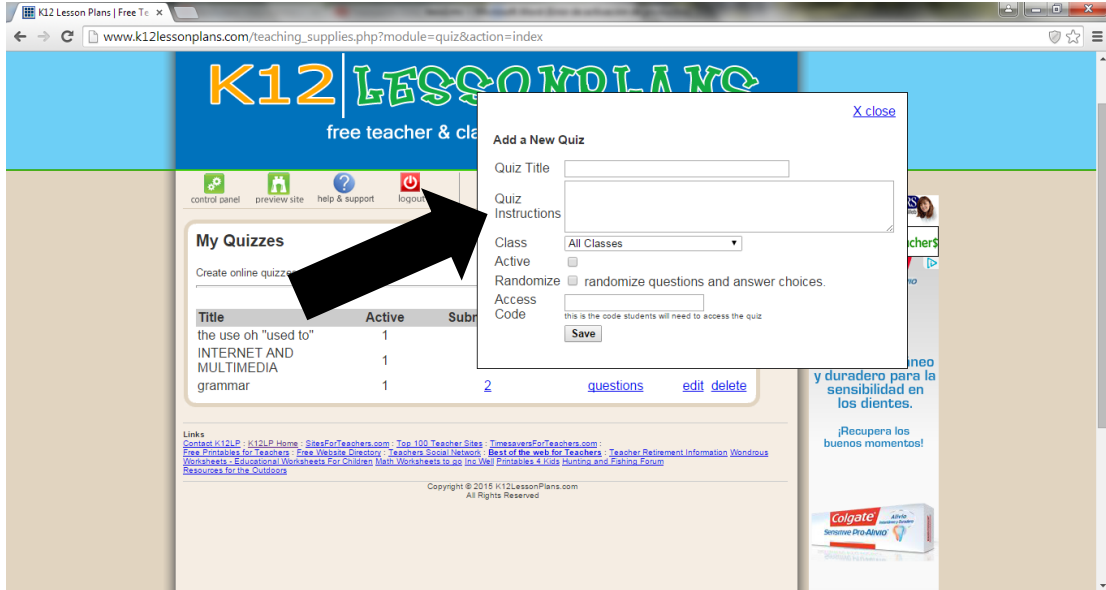 K12 Lesson Plans | Free Te
www.k12lessonplans.com/teaching_supplies.php?module=quiz&action=index
K12 LESSONPLANS
free teacher & cla
X close
Add a New Quiz
Quiz Title
Quiz
Instructions
Class All Classes
Active
Randomize randomize questions and answer choices.
Access
Code
this is the code students will need to access the quiz
Save
control panel preview site help & support logout
My Quizzes
Create online quizzes
Title Active Subr
the use oh "used to" 1
INTERNET AND
MULTIMEDIA 1
grammar 1 2 questions edit delete
Links
Contact K12LP : K12LP Home : SitesForTeachers.com : Top 100 Teacher Sites : TimesaversForTeachers.com :
Free Printables for Teachers : Free Website Directory : Teachers Social Network : Best of the web for Teachers : Teacher Retirement Information Wondrous
Worksheets - Educational Worksheets For Children Math Worksheets to go Inc Well Printables 4 Kids Hunting and Fishing Forum
Resources for the Outdoors
Copyright © 2015 K12LessonPlans.com
All Rights Reserved
cher$
neo
y duradero para la
sensibilidad en
los dientes.
¡Recupera los
buenos momentos!
Colgate Alivio
Sensitive Pro-Alivio